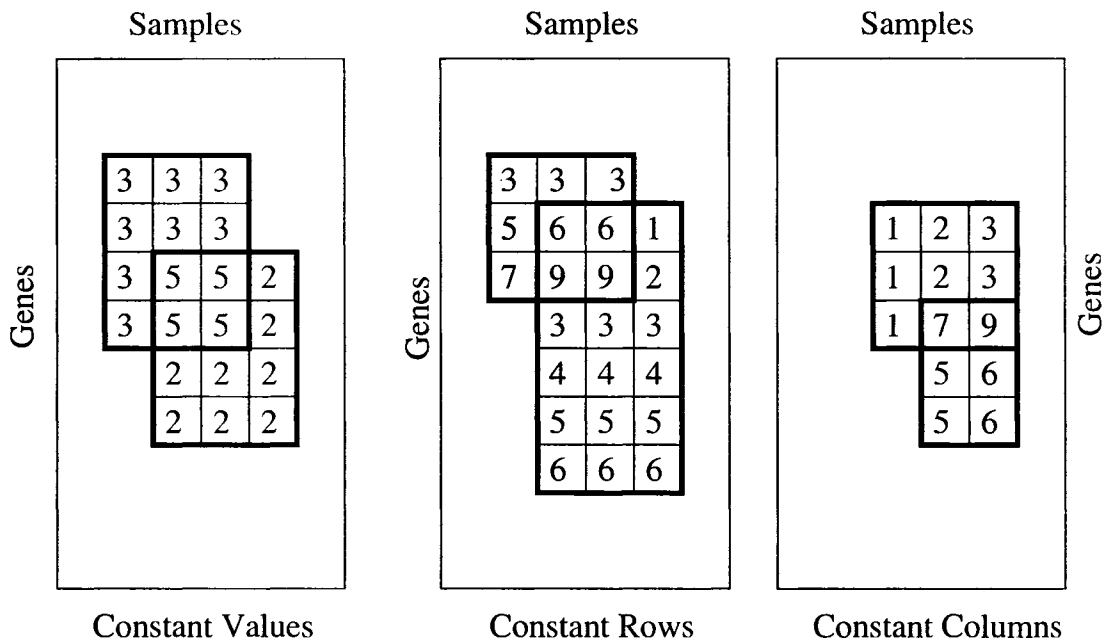 Samples Samples Samples
3 3 3 3 3 3
3 3 3 5 6 6 1 1 2 3
3 5 5 2 7 9 9 2 1 2 3
3 5 5 2 3 3 3 1 7 9
2 2 2 4 4 4 5 6
2 2 2 5 5 5 5 6
6 6 6
Genes
Genes
Genes
Constant Values Constant Rows Constant Columns